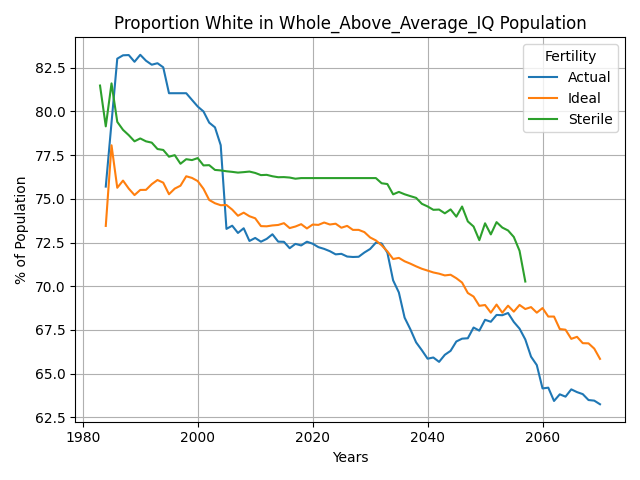 Proportion White in Whole_Above_Average_IQ Population
Fertility
Actual
Ideal
Sterile
% of Population
82.5
80.0
77.5
75.0
72.5
70.0
67.5
65.0
62.5
1980
2000
2020
2040
2060
Years